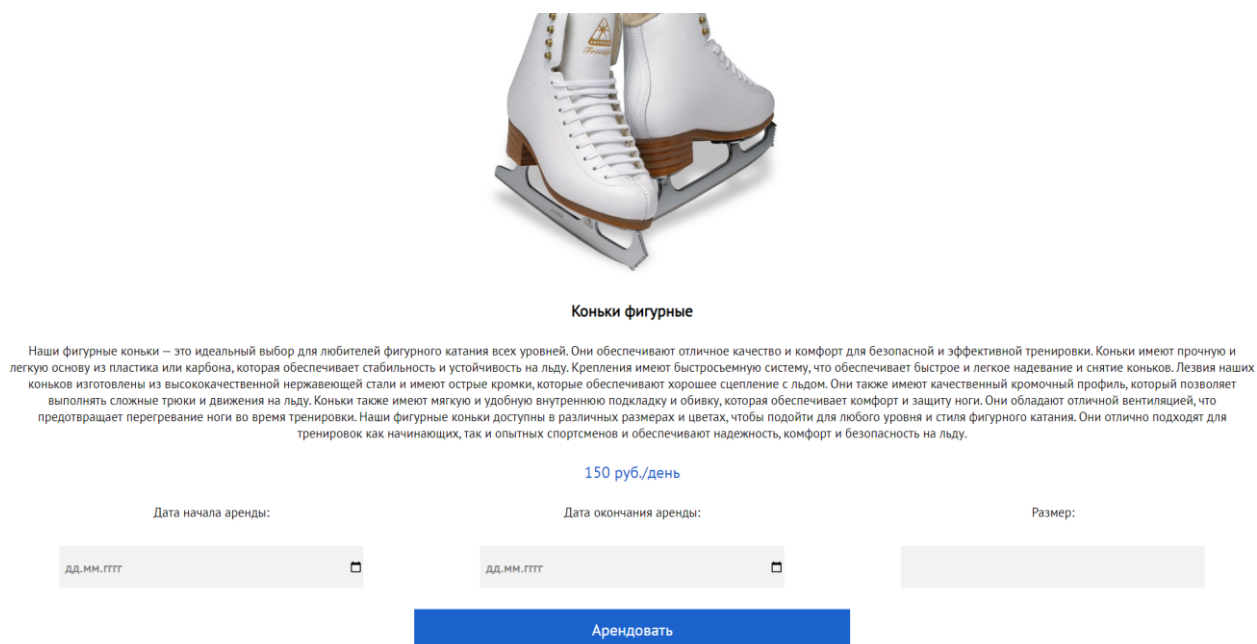 Коньки фигурные
Наши фигурные коньки — это идеальный выбор для любителей фигурного катания всех уровней. Они обеспечивают отличное качество и комфорт для безопасной и эффективной тренировки. Коньки имеют прочную и
легкую основу из пластика или карбона, которая обеспечивает стабильность и устойчивость на льду. Крепления имеют быстросъемную систему, что обеспечивает быстрое и легкое надевание и снятие коньков. Лезвия наших
коньков изготовлены из высококачественной нержавеющей стали и имеют острые кромки, которые обеспечивают хорошее сцепление с льдом. Они также имеют качественный кромочный профиль, который позволяет
выполнять сложные трюки и движения на льду. Коньки также имеют мягкую и удобную внутреннюю подкладку и обивку, которая обеспечивает комфорт и защиту ноги. Они обладают отличной вентиляцией, что
предотвращает перегревание ноги во время тренировки. Наши фигурные коньки доступны в различных размерах и цветах, чтобы подойти для любого уровня и стиля фигурного катания. Они отлично подходят для
тренировок как начинающих, так и опытных спортсменов и обеспечивают надежность, комфорт и безопасность на льду.
150 руб./день
Дата начала аренды:
дд.мм.гггг
Дата окончания аренды:
дд.мм.гггг
Размер:
Арендовать